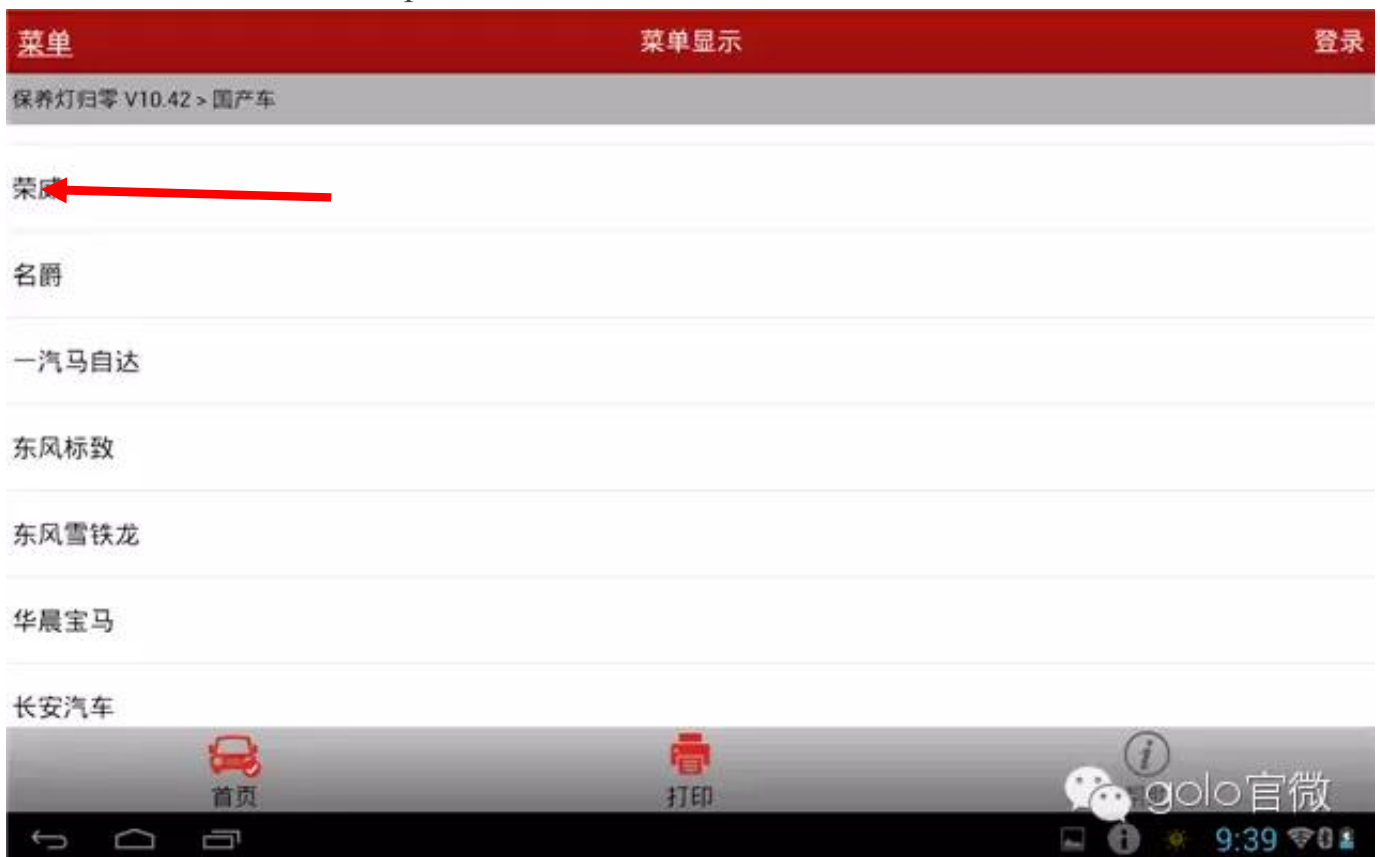 菜单 菜单显示 登录
保养灯归零 V10.42 > 国产车
荣威
名爵
一汽马自达
东风标致
东风雪铁龙
华晨宝马
长安汽车
首页 打印
golo官微
9:39